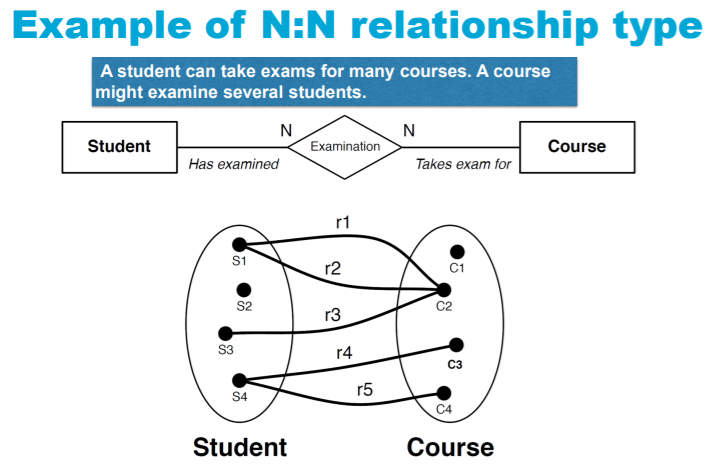 Example of N:N relationship type
A student can take exams for many courses. A course
might examine several students.
Student
N
Examination
N
Course
Has examined
Takes exam for
r1
S1
C1
r2
S2
C2
r3
S3
r4
C3
S4
r5
C4
Student
Course